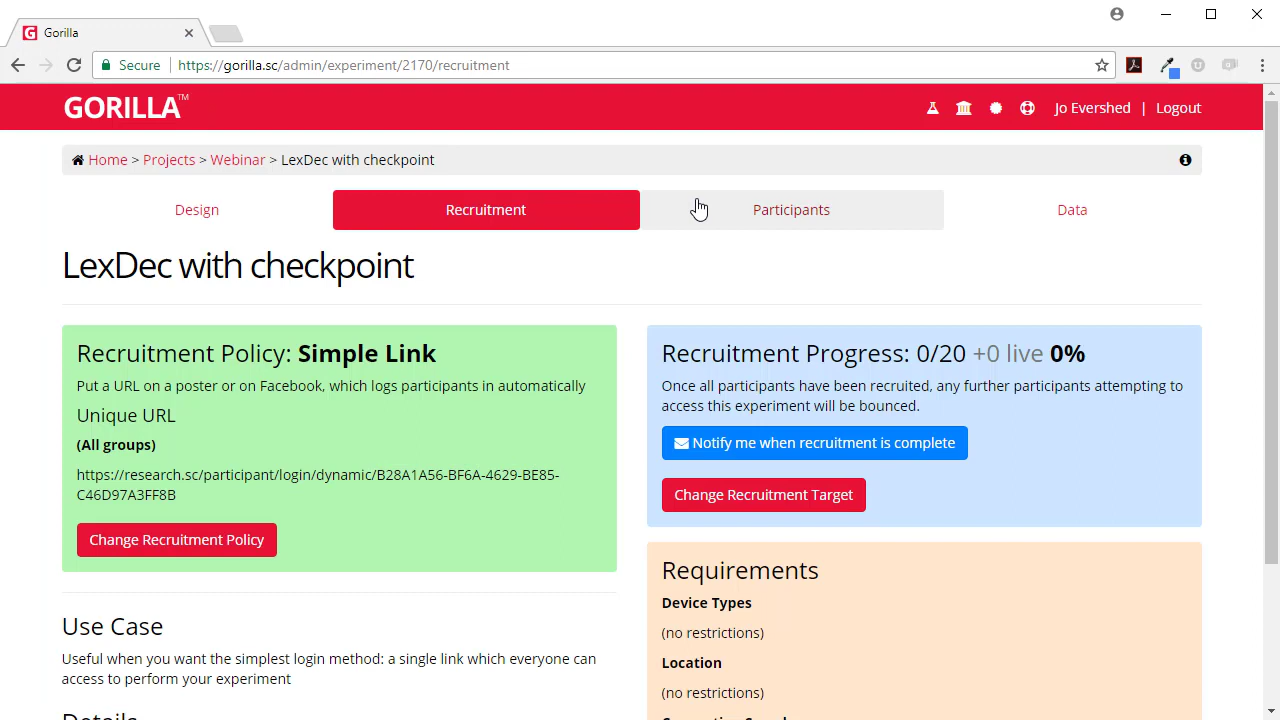 Gorilla
Secure
https://gorilla.sc/admin/experiment/2170/recruitment
GORILLA™
Jo Evershed | Logout
Home > Projects > Webinar > LexDec with checkpoint
Design
Recruitment
Participants
Data
LexDec with checkpoint
Recruitment Policy: Simple Link
Put a URL on a poster or on Facebook, which logs participants in automatically
Unique URL
(All groups)
https://research.sc/participant/login/dynamic/B28A1A56-BF6A-4629-BE85-
C46D97A3FF8B
Change Recruitment Policy
Use Case
Useful when you want the simplest login method: a single link which everyone can
access to perform your experiment
Details
Recruitment Progress: 0/20 +0 live 0%
Once all participants have been recruited, any further participants attempting to
access this experiment will be bounced.
Notify me when recruitment is complete
Change Recruitment Target
Requirements
Device Types
(no restrictions)
Location
(no restrictions)